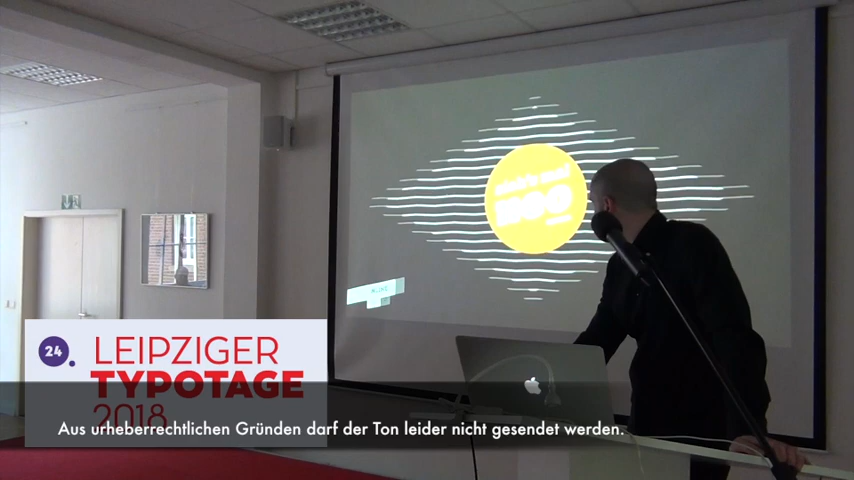 24.
LEIPZIGER
TYPOTAGE
2018
Aus urheberrechtlichen Gründen darf der Ton leider nicht gesendet werden.